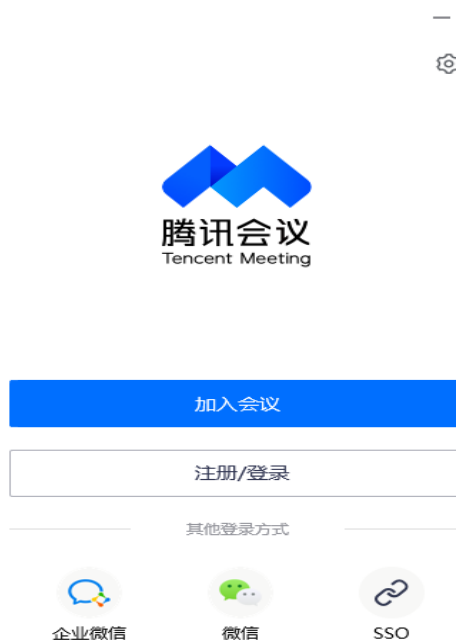 腾讯会议
Tencent Meeting
加入会议
注册/登录
其他登录方式
企业微信 微信 SSO